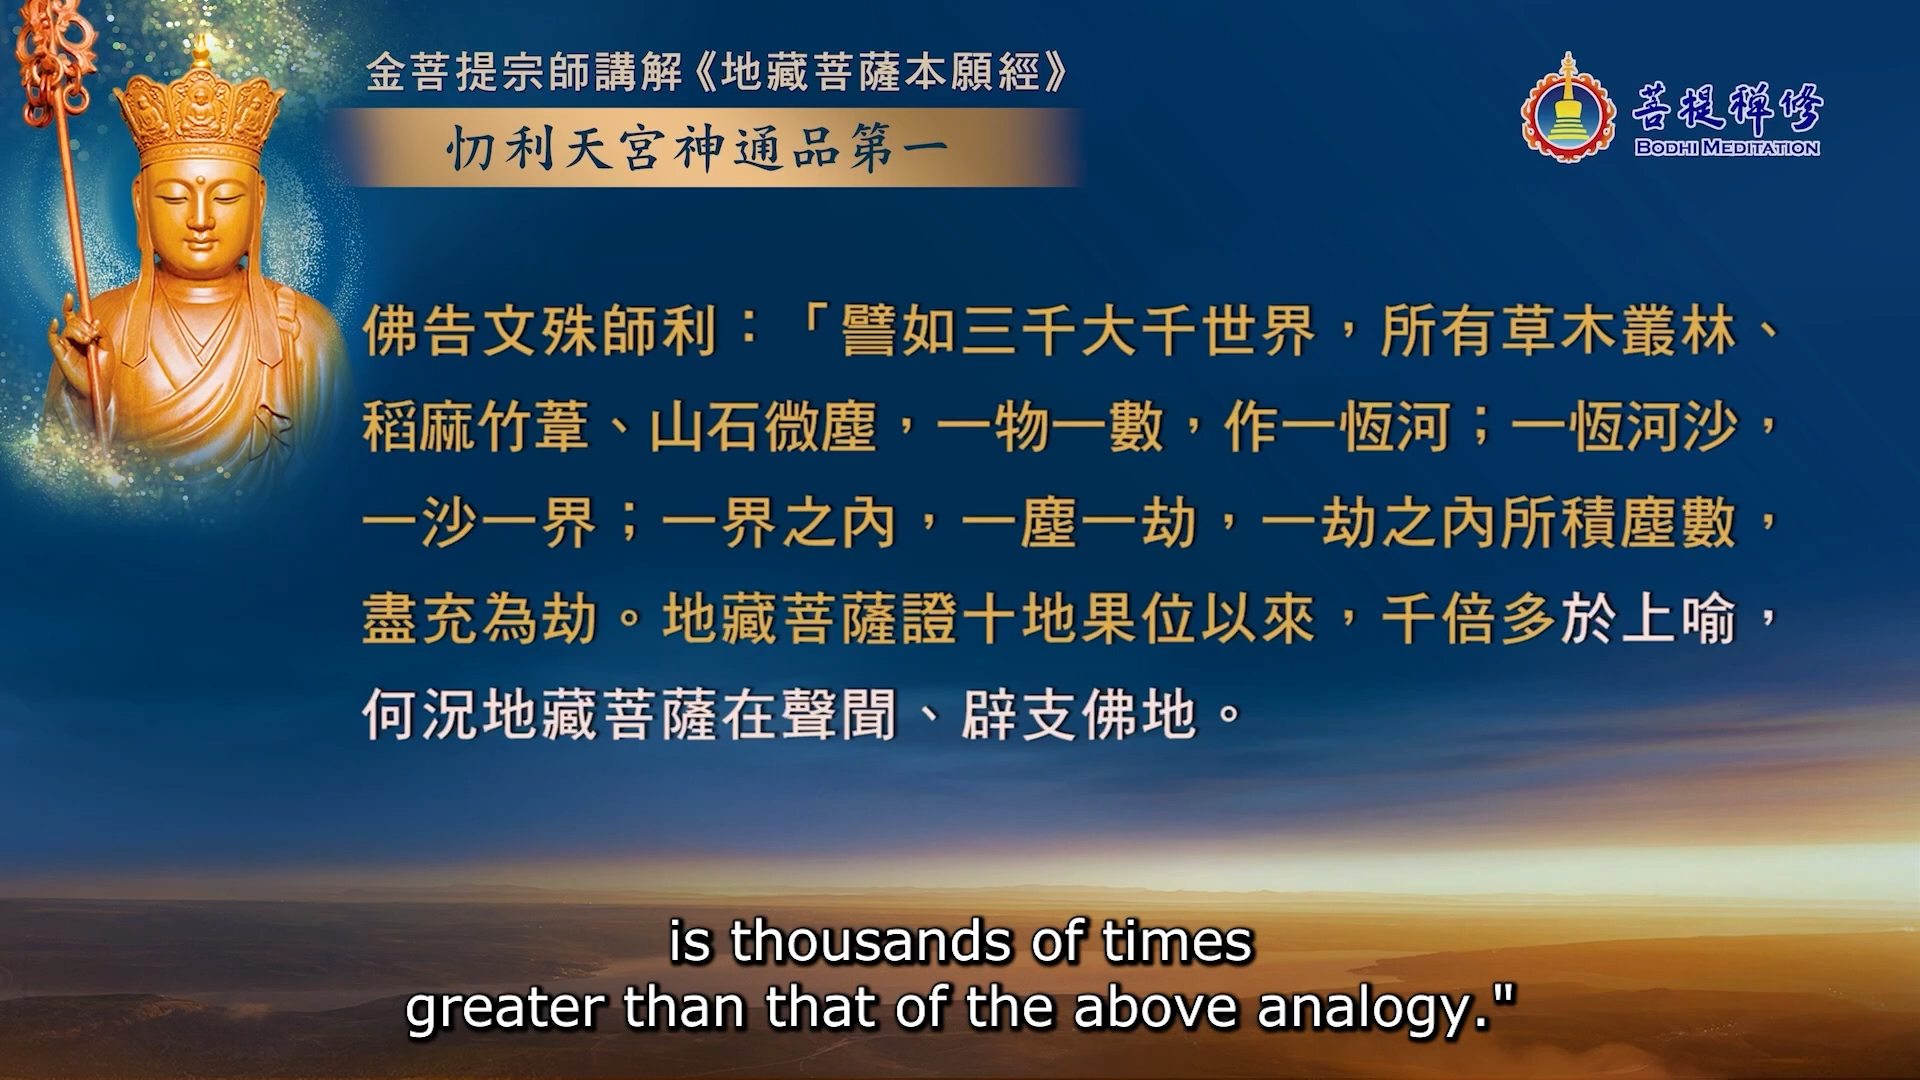 金菩提宗師講解《地藏菩薩本願經》
忉利天宮神通品第一
菩提禪修
BODHI MEDITATION
佛告文殊師利：「譬如三千大千世界，所有草木叢林、
稻麻竹葦、山石微塵，一物一數，作一恆河；一恆河沙，
一沙一界；一界之內，一塵一劫，一劫之內所積塵數，
盡充為劫。地藏菩薩證十地果位以來，千倍多於上喻，
何況地藏菩薩在聲聞、辟支佛地。
is thousands of times
greater than that of the above analogy."